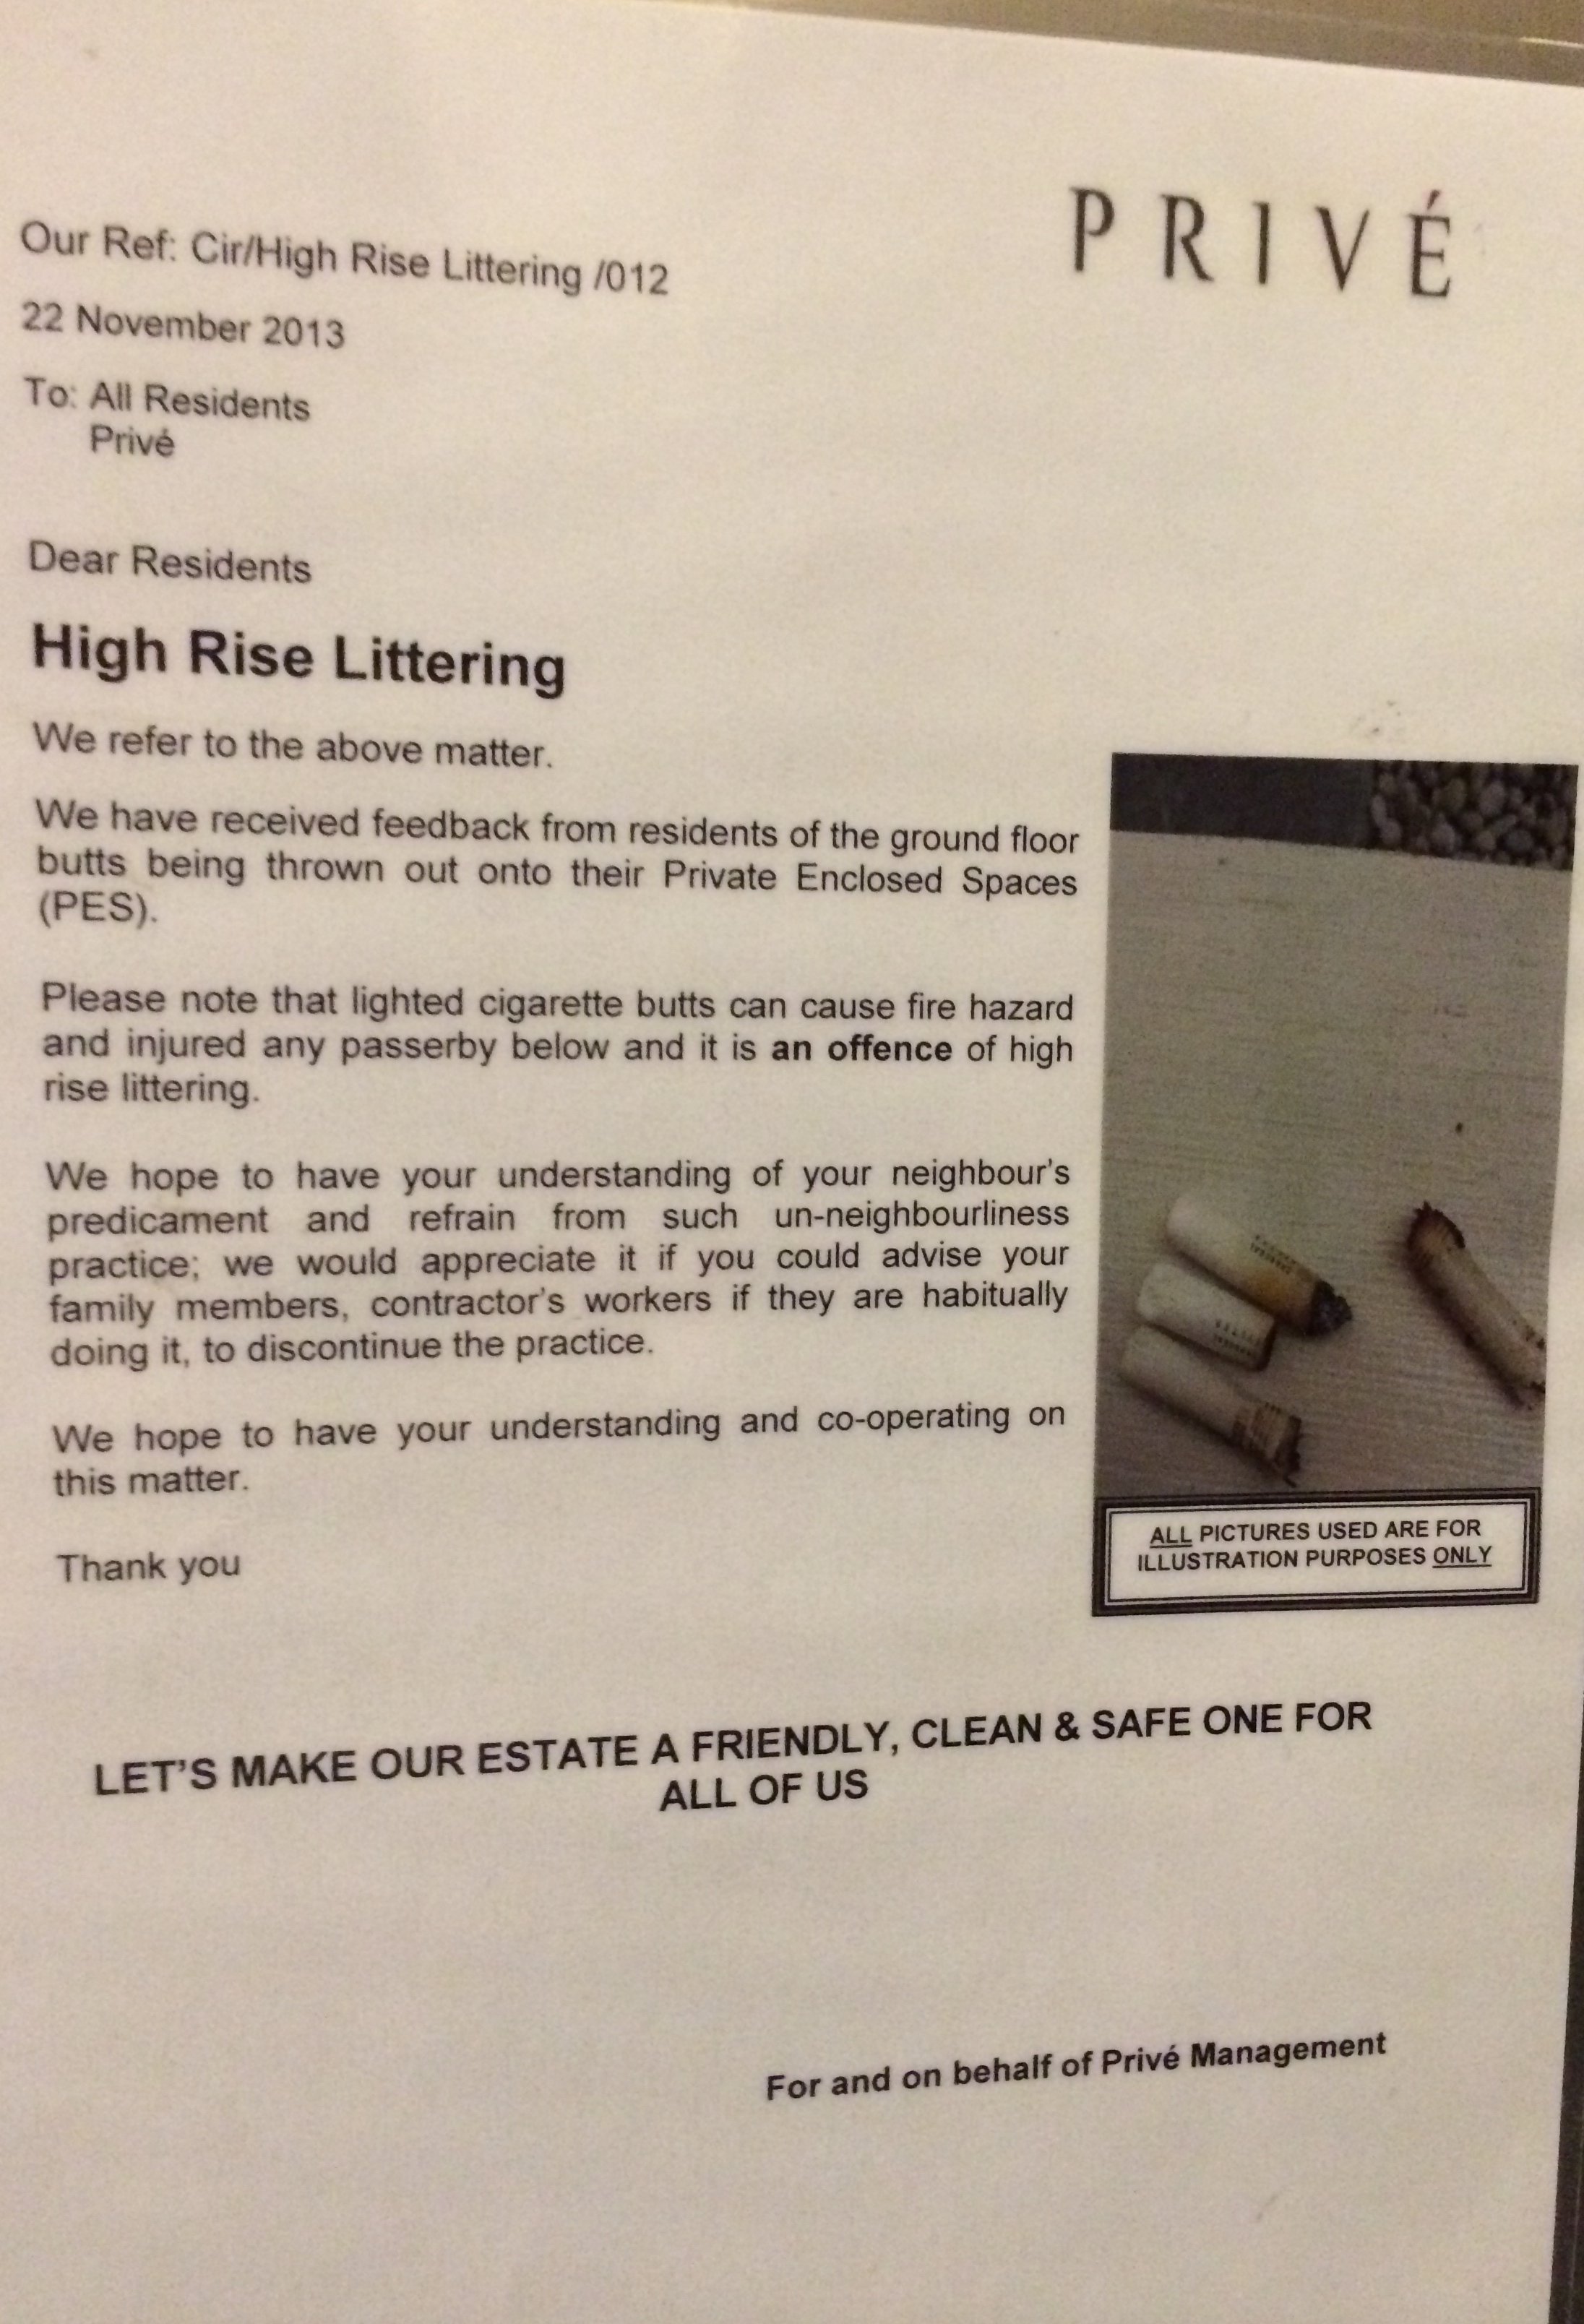 PRIVÉ
Our Ref: Cir/High Rise Littering /012
22 November 2013
To: All Residents
Privé
Dear Residents
High Rise Littering
We refer to the above matter.
We have received feedback from residents of the ground floor
butts being thrown out onto their Private Enclosed Spaces
(PES).
Please note that lighted cigarette butts can cause fire hazard
and injured any passerby below and it is an offence of high
rise littering.
We hope to have your understanding of your neighbour's
predicament and refrain from such un-neighbourliness
practice; we would appreciate it if you could advise your
family members, contractor's workers if they are habitually
doing it, to discontinue the practice.
We hope to have your understanding and co-operating on
this matter.
Thank you
ALL PICTURES USED ARE FOR
ILLUSTRATION PURPOSES ONLY
LET'S MAKE OUR ESTATE A FRIENDLY, CLEAN & SAFE ONE FOR
ALL OF US
For and on behalf of Privé Management